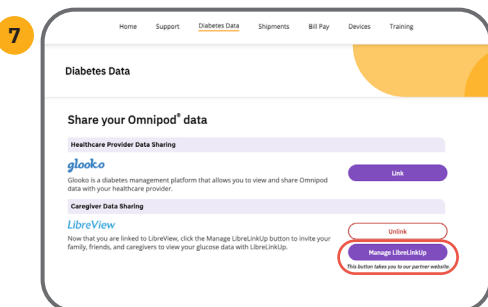 7
Home Support Diabetes Data Shipments Bill Pay Devices Training
Diabetes Data
Share your Omnipod® data
Healthcare Provider Data Sharing
glooko
Glooko is a diabetes management platform that allows you to view and share Omnipod
data with your healthcare provider.
Link
Caregiver Data Sharing
LibreView
Now that you are linked to LibreView, click the Manage LibreLinkUp button to invite your
family, friends, and caregivers to view your glucose data with LibreLinkUp.
Unlink
Manage LibreLinkUp
This button takes you to our partner website.